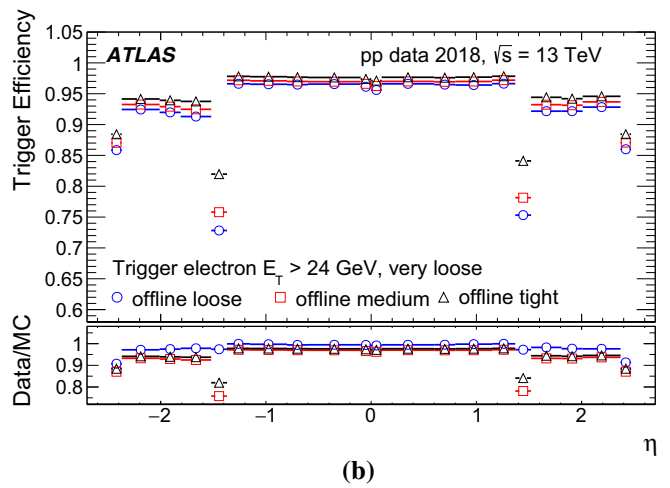 ATLAS pp data 2018, √s = 13 TeV
Trigger Efficiency
1.05
1
0.95
0.9
0.85
0.8
0.75
0.7
0.65
0.6
Trigger electron E_T > 24 GeV, very loose
offline loose offline medium offline tight
Data/MC
1
0.9
0.8
−2 −1 0 1 2
η
(b)